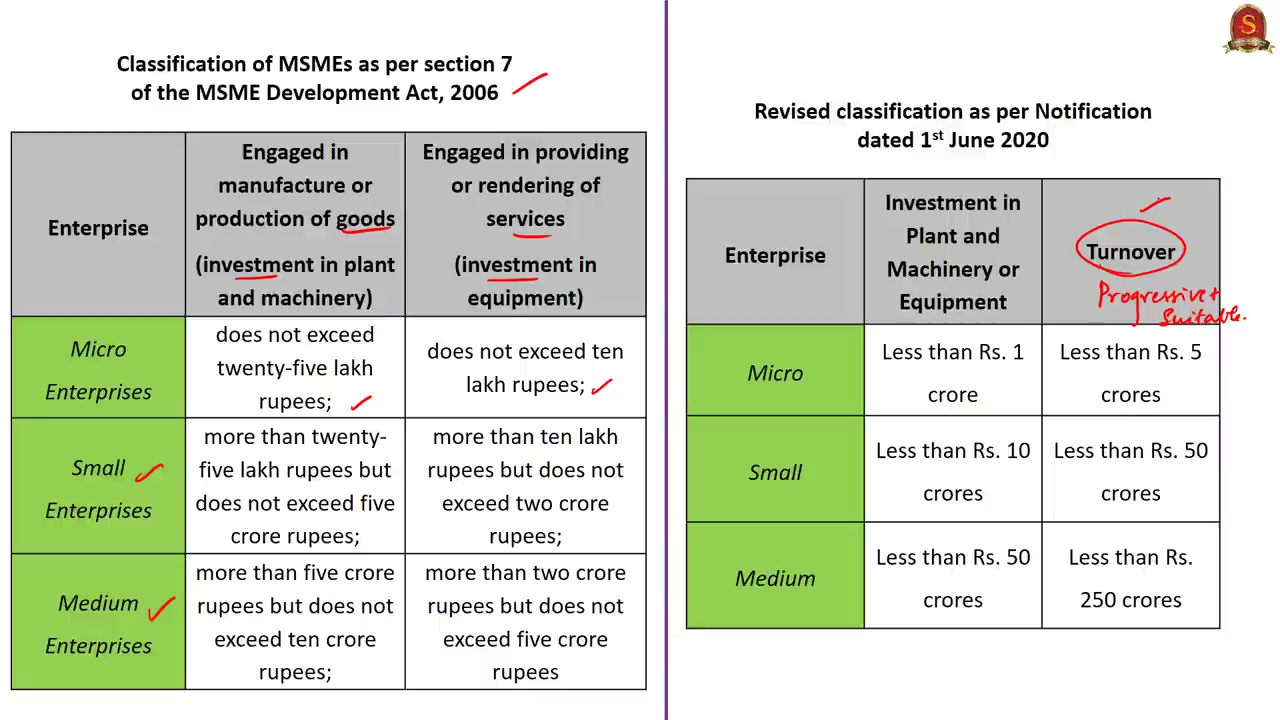 Classification of MSMEs as per section 7
of the MSME Development Act, 2006
Enterprise
Engaged in
manufacture or
production of goods
(investment in plant
and machinery)
Engaged in providing
or rendering of
services
(investment in
equipment)
Micro
Enterprises
does not exceed
twenty-five lakh
rupees;
does not exceed ten
lakh rupees;
Small
Enterprises
more than twenty-
five lakh rupees but
does not exceed five
crore rupees;
more than ten lakh
rupees but does not
exceed two crore
rupees;
Medium
Enterprises
more than five crore
rupees but does not
exceed ten crore
rupees;
more than two crore
rupees but does not
exceed five crore
rupees
Revised classification as per Notification
dated 1st June 2020
Enterprise
Investment in
Plant and
Machinery or
Equipment
Turnover
Progressive +
Suitable.
Micro
Less than Rs. 1
crore
Less than Rs. 5
crores
Small
Less than Rs. 10
crores
Less than Rs. 50
crores
Medium
Less than Rs. 50
crores
Less than Rs.
250 crores
S